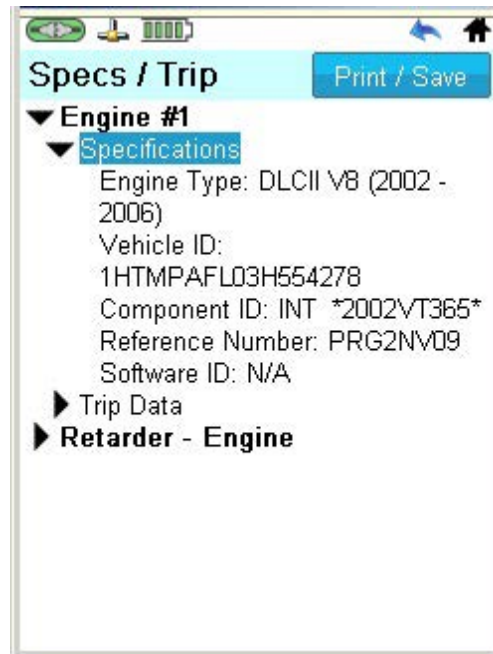 Specs / Trip
Print / Save
Engine #1
Specifications
Engine Type: DLCII V8 (2002 -
2006)
Vehicle ID:
1HTMPAFL03H554278
Component ID: INT *2002VT365*
Reference Number: PRG2NV09
Software ID: N/A
Trip Data
Retarder - Engine